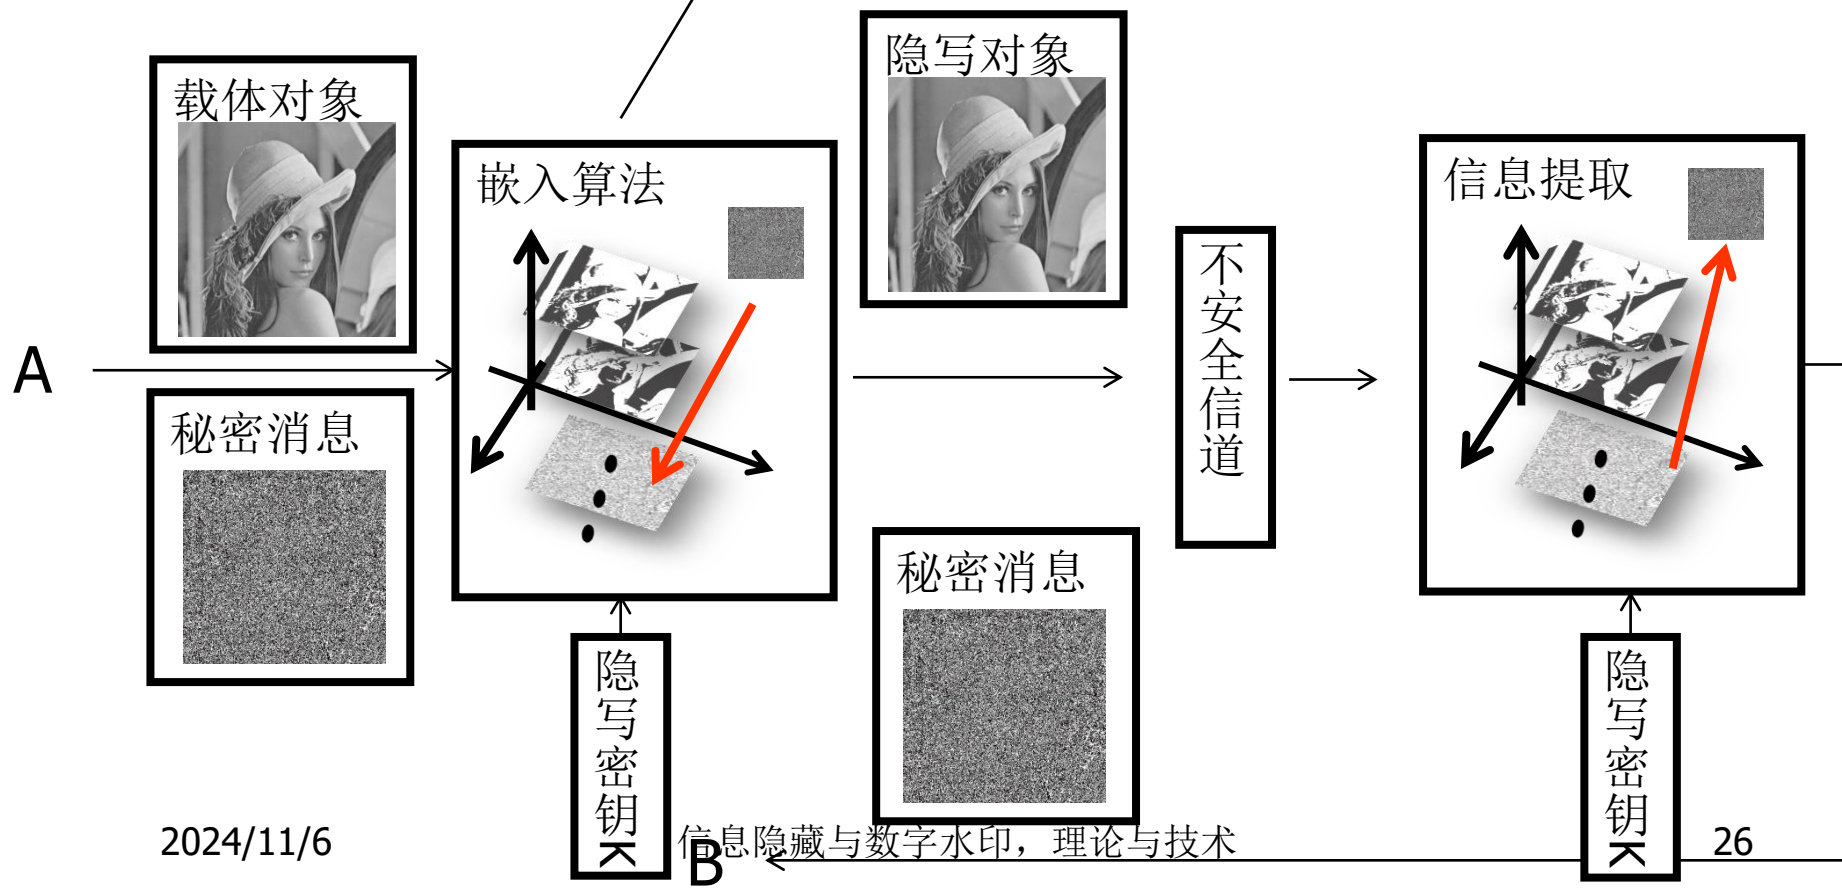 载体对象
隐写对象
嵌入算法
信息提取
不安全信道
A
秘密消息
秘密消息
隐写密钥K
隐写密钥K
2024/11/6
信息隐藏与数字水印，理论与技术
26
B